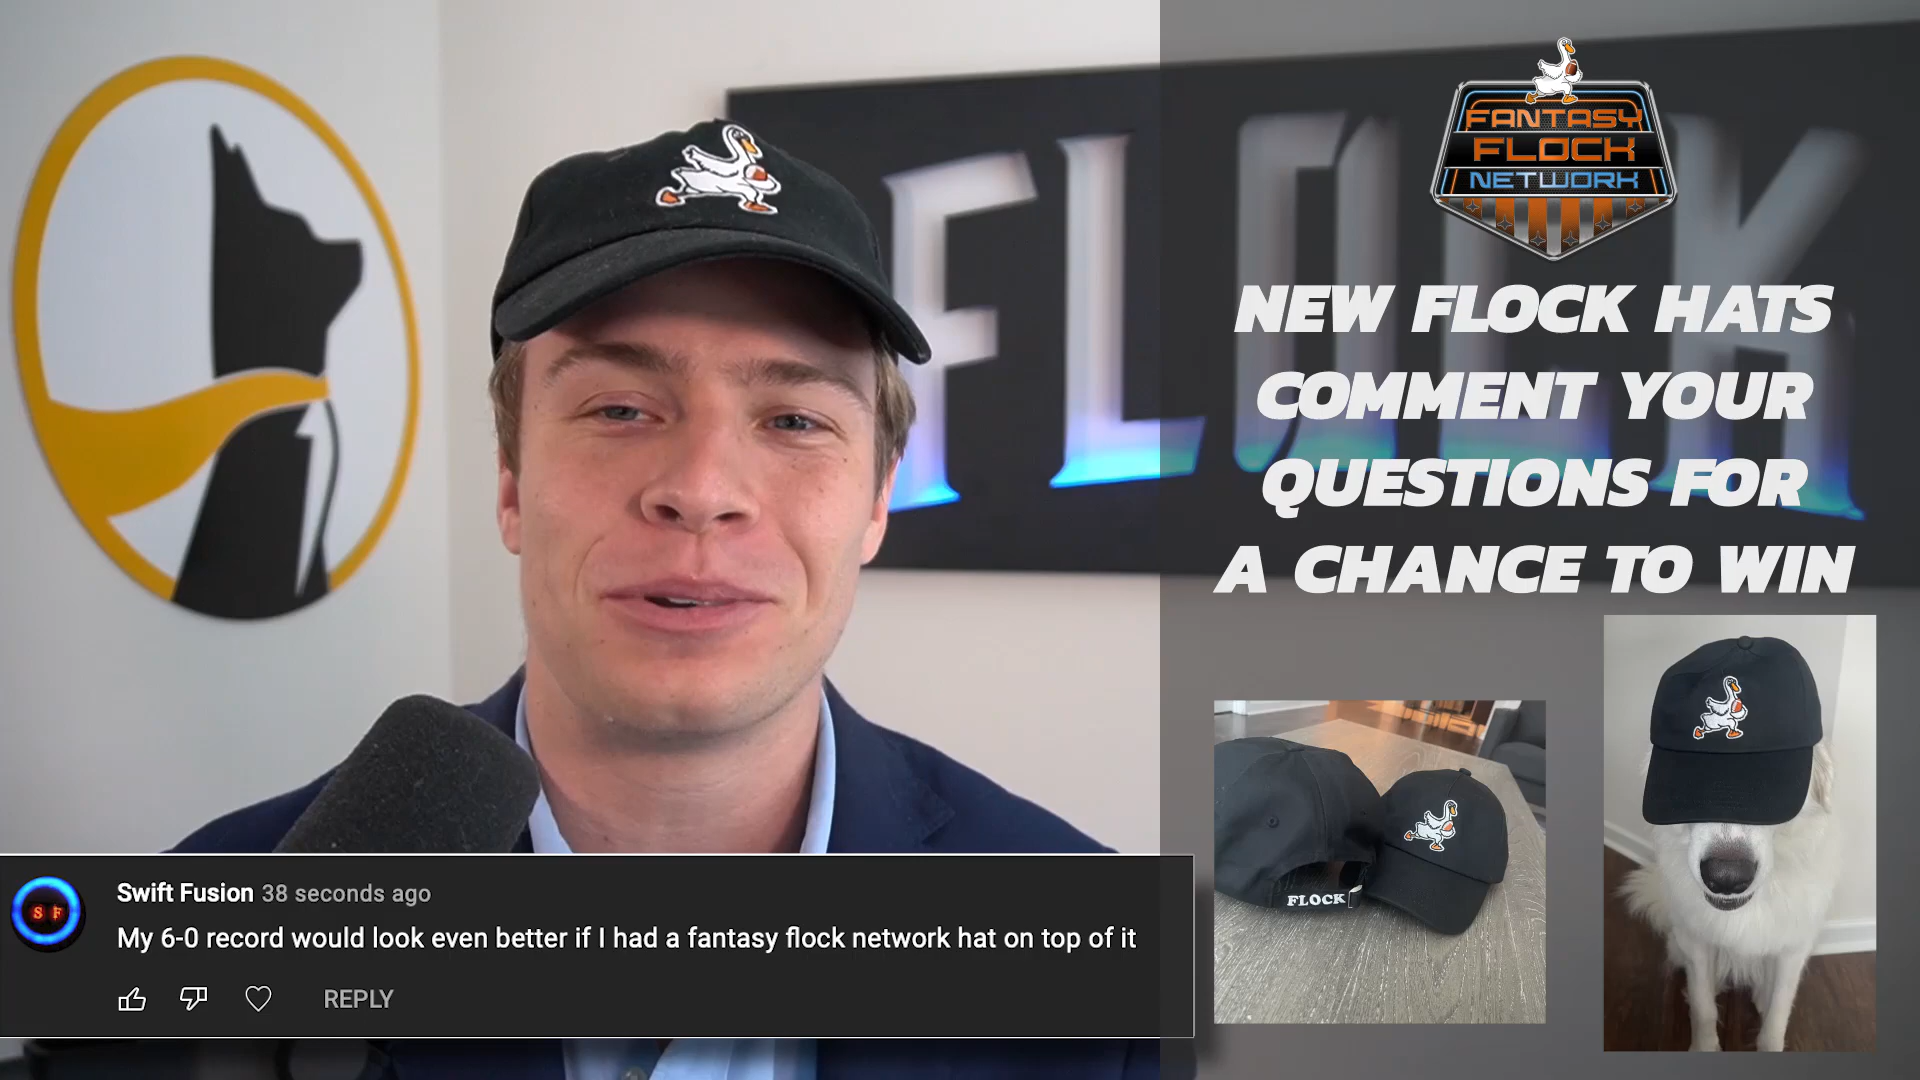 FLOCK
FANTASY
FLOCK
NETWORK
NEW FLOCK HATS
COMMENT YOUR
QUESTIONS FOR
A CHANCE TO WIN
FLOCK
S F
Swift Fusion 38 seconds ago
My 6-0 record would look even better if I had a fantasy flock network hat on top of it
REPLY